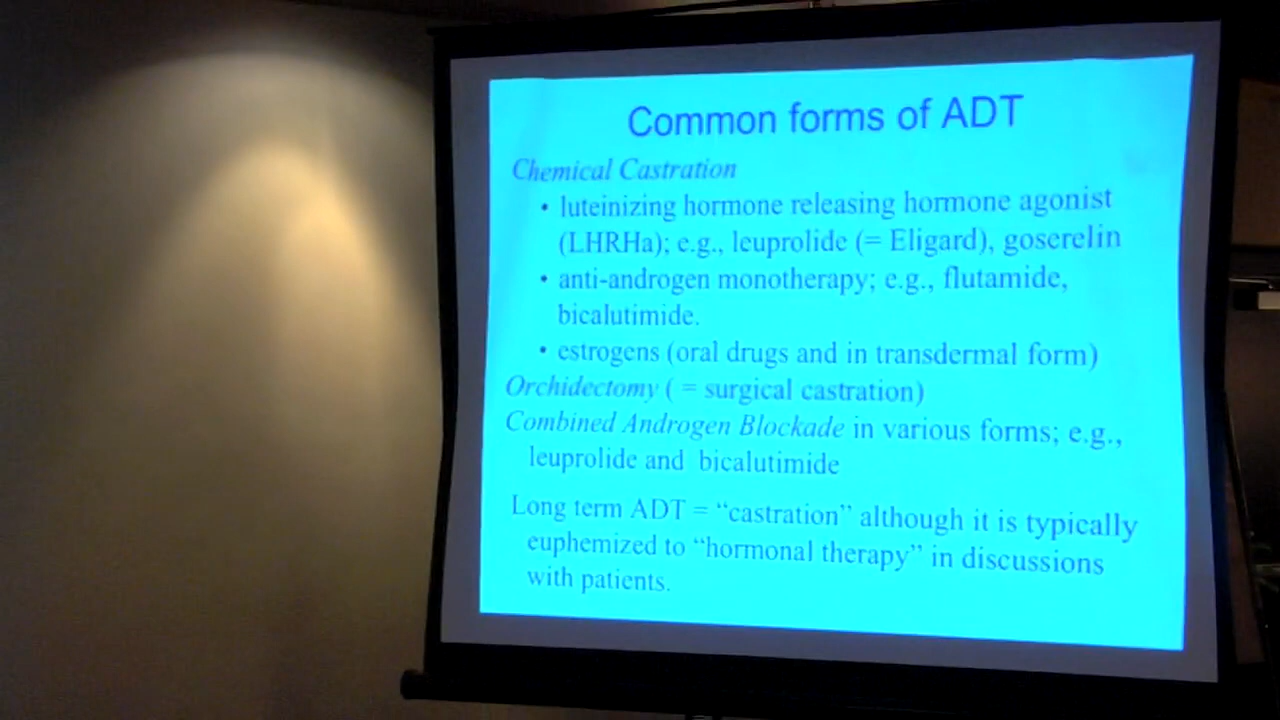 Common forms of ADT
Chemical Castration
• luteinizing hormone releasing hormone agonist
(LHRHa); e.g., leuprolide (= Eligard), goserelin
• anti-androgen monotherapy; e.g., flutamide,
bicalutimide.
• estrogens (oral drugs and in transdermal form)
Orchidectomy ( = surgical castration)
Combined Androgen Blockade in various forms; e.g.,
leuprolide and bicalutimide
Long term ADT = “castration” although it is typically
euphemized to “hormonal therapy” in discussions
with patients.